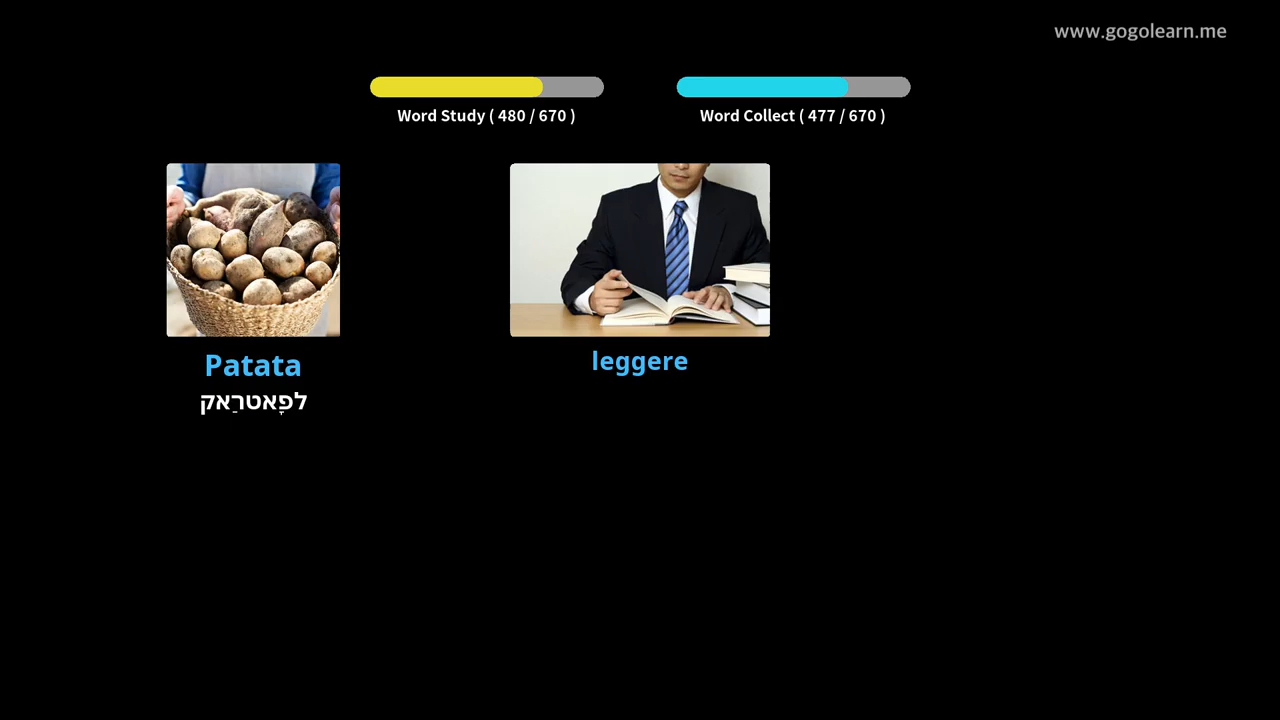 www.gogolearn.me
Word Study ( 480 / 670 )
Word Collect ( 477 / 670 )
Patata
לפָאטרַאק
leggere